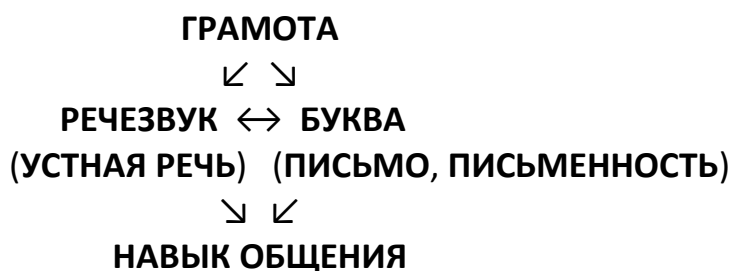 ГРАМОТА
↙ ↘
РЕЧЕЗВУК ↔ БУКВА
(УСТНАЯ РЕЧЬ) (ПИСЬМО, ПИСЬМЕННОСТЬ)
↘ ↙
НАВЫК ОБЩЕНИЯ